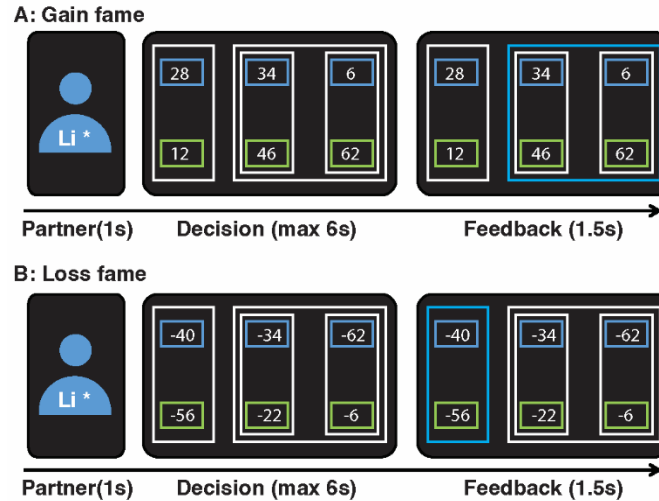 A: Gain fame
28 34 6 28 34 6
Li *
12 46 62 12 46 62
Partner(1s) Decision (max 6s) Feedback (1.5s)
B: Loss fame
-40 -34 -62 -40 -34 -62
Li *
-56 -22 -6 -56 -22 -6
Partner(1s) Decision (max 6s) Feedback (1.5s)